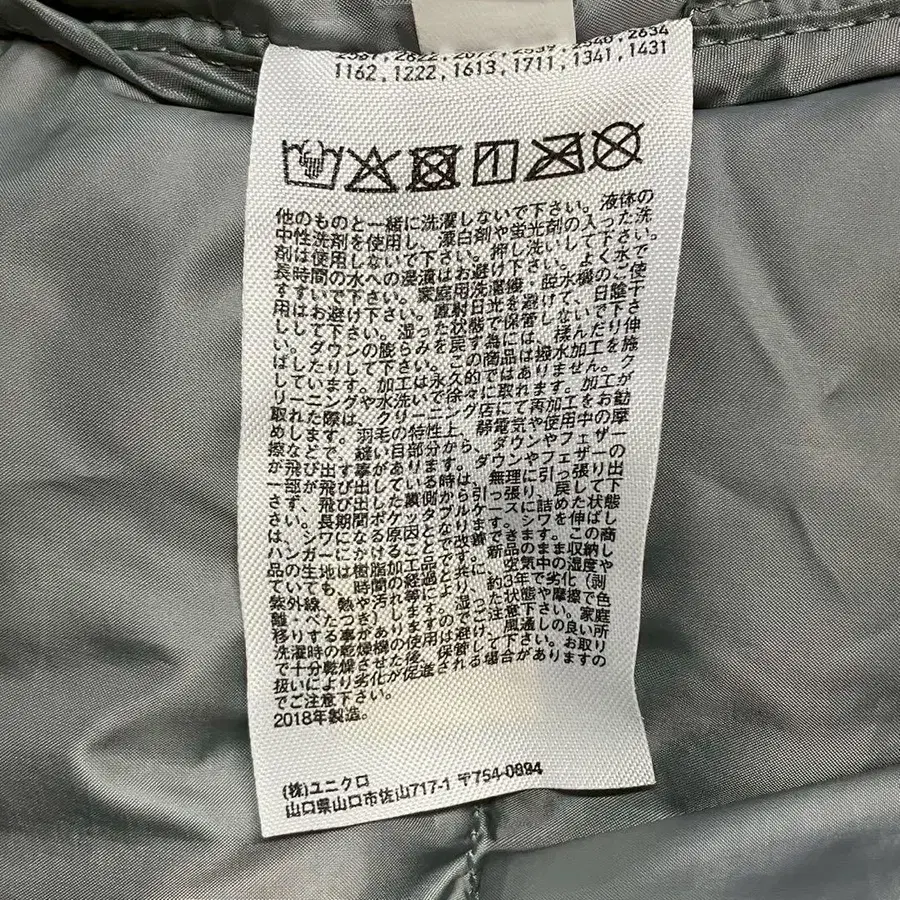 1162,1222,1613,1711,1341,1431
他のものと一緒に洗濯しないで下さい。液体の
中性洗剤を使用し、漂白剤や蛍光剤の入った洗
剤は使用しないで下さい。押し洗いして下さい。
長時間の水への浸漬はお避け下さい。よく水で
すすいで下さい。家庭用洗濯機・脱水機のご使
用はお避け下さい。直射日光を避けて、日陰干
しして下さい。湿った状態で保管しないで下さ
い。ダウンの膨らみを戻す為には、揉んだり伸
ばしたりして下さい。この商品は撥水加工を施
しています。加工は永久的ではありません。ク
リーニングや水洗いで徐々に取れます。加工が
取れた際は、クリーニング店にて再加工をお勧
めします。羽毛の特性上、静電気や使用中の摩
擦などで、縫い目部分から、ダウンやフェザー
が飛び出す事があります。ダウンやフェザーの
一部が飛び出している時は、無理に引っ張り出
さず、飛び出した裏側から引っ張り、戻して下
さい。長期間ポケッタブルケースに詰めた状態
は、シワになる原因となります。シワを伸ばし
ハンガーにかけることで改善できます。この商
品の生地は樹脂加工品です。新品のまま収納し
ていても、時間の経過と共に、空気中の湿度や
紫外線、熱や汚れ等により、約3年で劣化（剥
離・べたつき）します。湿った状態や摩擦で色
移りする事がありますのでご注意下さい。家庭
洗濯時の乾燥機の使用は避け、風通しの良い所
で十分乾燥させた後、保管して下さい。お取り
扱いにより劣化が促進される場合がありますの
でご注意下さい。
2018年製造。
(株)ユニクロ
山口県山口市佐山717-1 〒754-0894